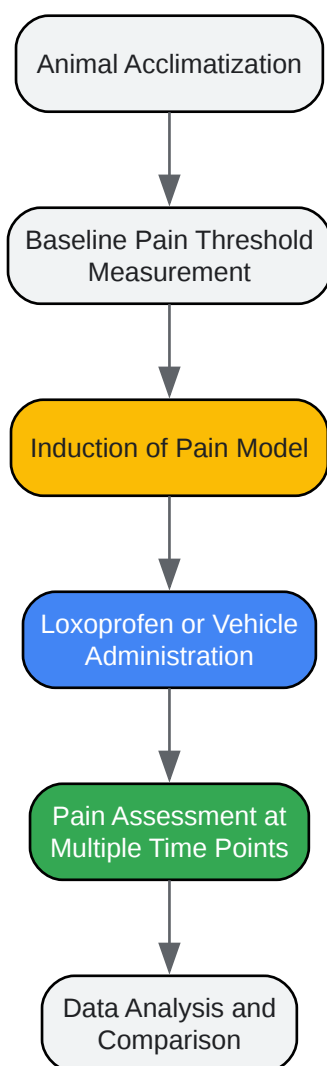 Animal Acclimatization
Baseline Pain Threshold
Measurement
Induction of Pain Model
Loxoprofen or Vehicle
Administration
Pain Assessment at
Multiple Time Points
Data Analysis and
Comparison